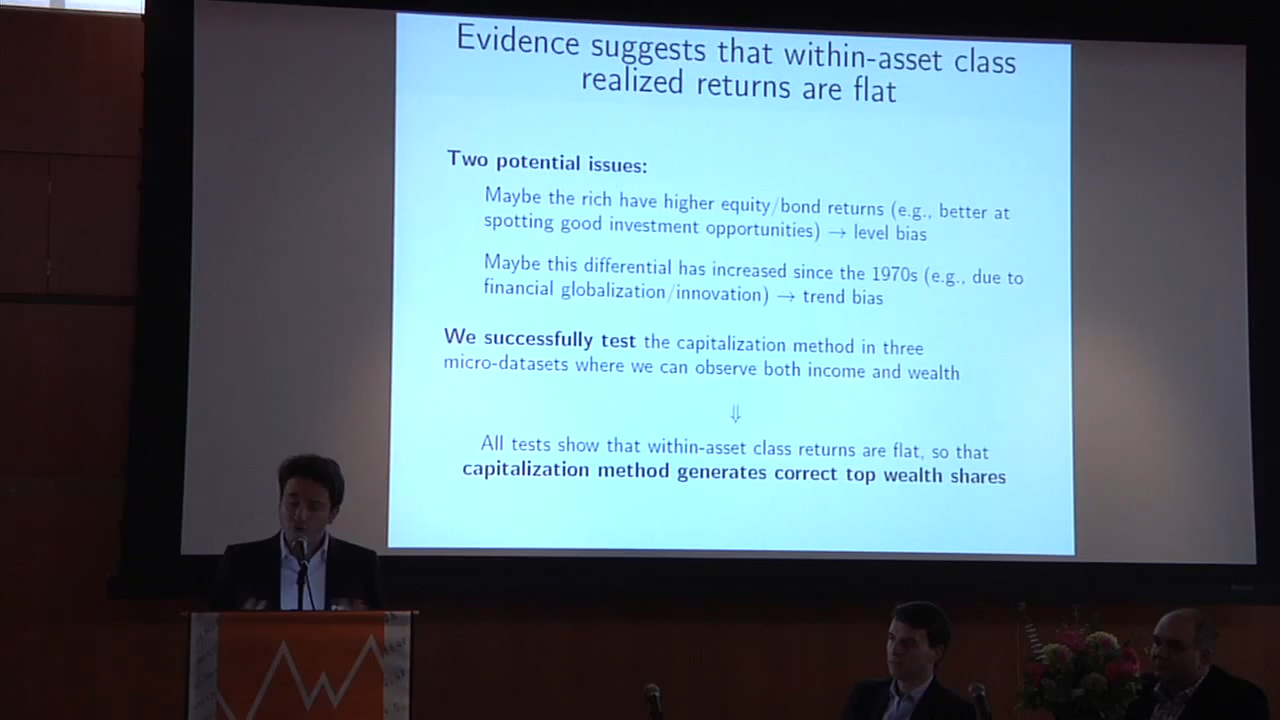 Evidence suggests that within-asset class
realized returns are flat
Two potential issues:
Maybe the rich have higher equity/bond returns (e.g., better at
spotting good investment opportunities) → level bias
Maybe this differential has increased since the 1970s (e.g., due to
financial globalization/innovation) → trend bias
We successfully test the capitalization method in three
micro-datasets where we can observe both income and wealth
⇓
All tests show that within-asset class returns are flat, so that
capitalization method generates correct top wealth shares